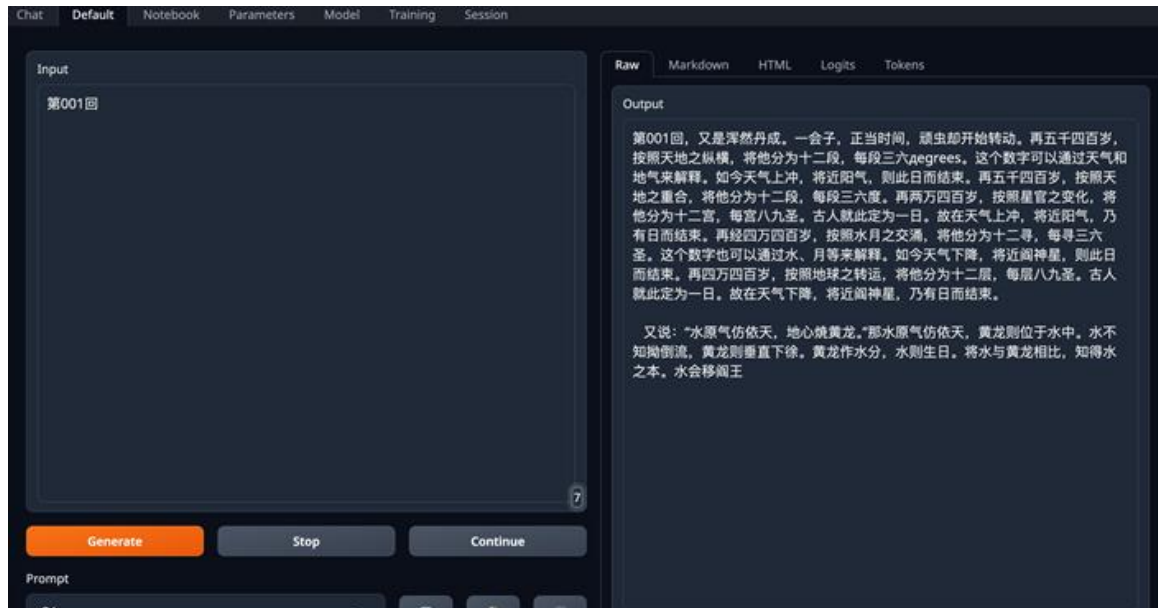 Chat Default Notebook Parameters Model Training Session
Input
第001回
7
Generate Stop Continue
Prompt
Raw Markdown HTML Logits Tokens
Output
第001回，又是浑然丹成。一会子，正当时间，顽虫却开始转动。再五千四百岁，
按照天地之纵横，将他分为十二段，每段三六дegrees。这个数字可以通过天气和
地气来解释。如今天气上冲，将近阳气，则此日而结束。再五千四百岁，按照天
地之重合，将他分为十二段，每段三六度。再两万四百岁，按照星官之变化，将
他分为十二宫，每宫八九圣。古人就此定为一日。故在天气上冲，将近阳气，乃
有日而结束。再经四万四百岁，按照水月之交涌，将他分为十二寻，每寻三六
圣。这个数字也可以通过水、月等来解释。如今天气下降，将近阎神星，则此日
而结束。再四万四百岁，按照地球之转运，将他分为十二层，每层八九圣。古人
就此定为一日。故在天气下降，将近阎神星，乃有日而结束。
又说：“水原气仿依天，地心燒黄龙。”那水原气仿依天，黄龙则位于水中。水不
知拗倒流，黄龙则垂直下徐。黄龙作水分，水则生日。将水与黄龙相比，知得水
之本。水会移阎王